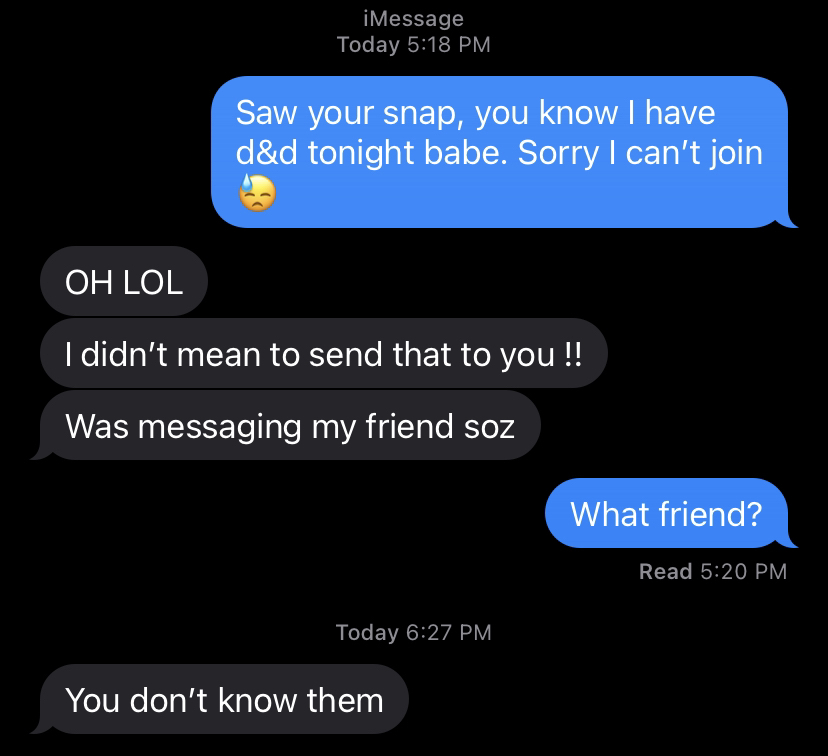 iMessage
Today 5:18 PM
Saw your snap, you know I have
d&d tonight babe. Sorry I can’t join
😓
OH LOL
I didn’t mean to send that to you !!
Was messaging my friend soz
What friend?
Read 5:20 PM
Today 6:27 PM
You don’t know them